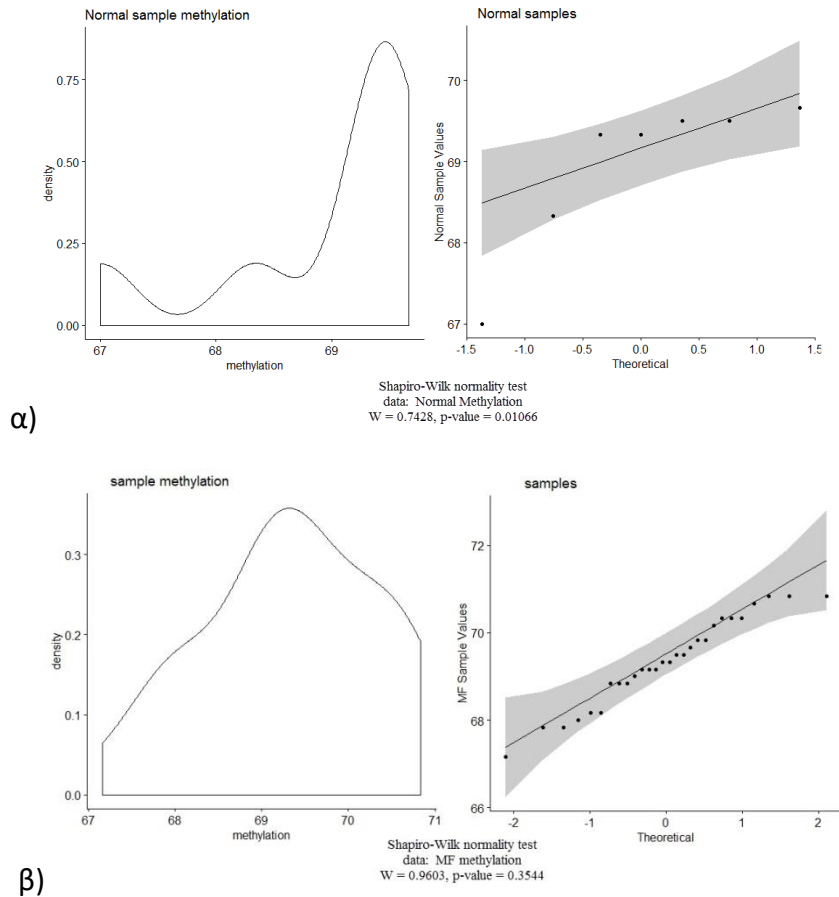 Normal sample methylation
density
0.75
0.50
0.25
0.00
67
68
69
methylation
Normal samples
Normal Sample Values
70
69
68
67
-1.5
-1.0
-0.5
0.0
0.5
1.0
1.5
Theoretical
Shapiro-Wilk normality test
data: Normal Methylation
W = 0.7428, p-value = 0.01066
α)
sample methylation
density
0.3
0.2
0.1
0.0
67
68
69
70
71
methylation
samples
MF Sample Values
72
70
68
66
-2
-1
0
1
2
Theoretical
Shapiro-Wilk normality test
data: MF methylation
W = 0.9603, p-value = 0.3544
β)